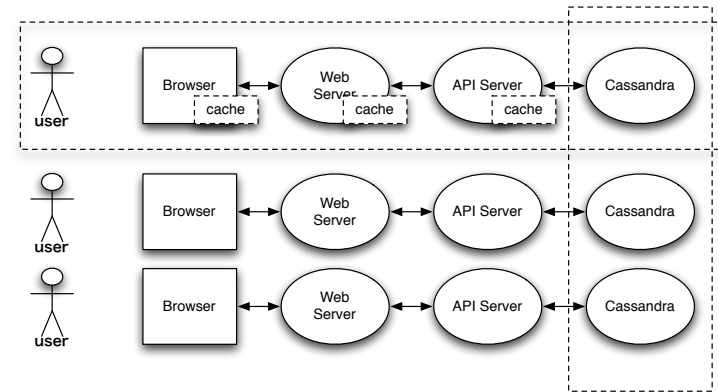 Browser
Web
Server
API Server
Cassandra
cache
cache
cache
user
Browser
Web
Server
API Server
Cassandra
user
Browser
Web
Server
API Server
Cassandra
user